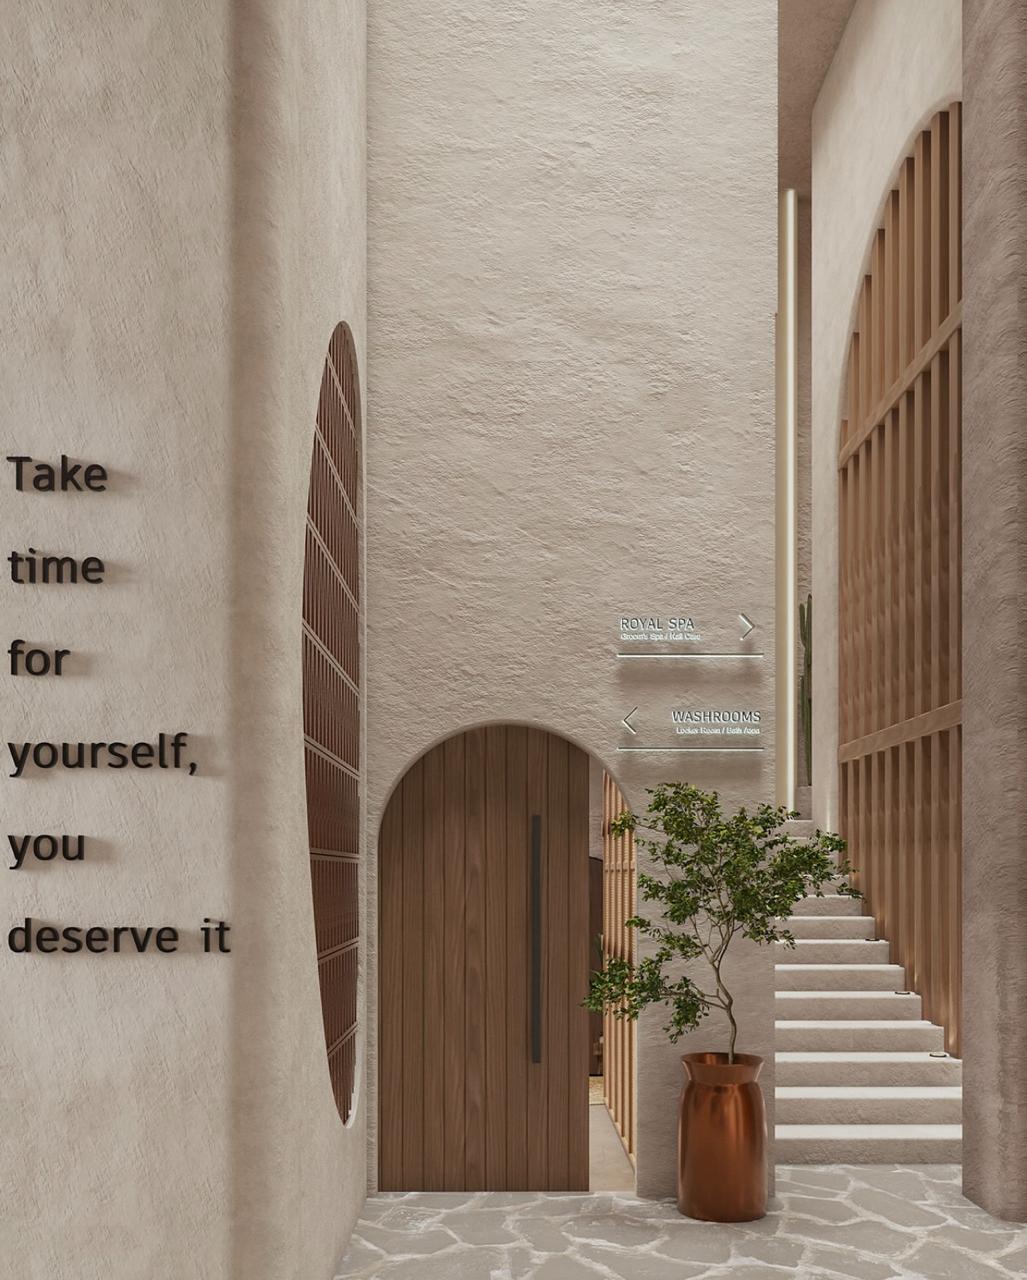 Take
time
for
yourself,
you
deserve it
ROYAL SPA
Groom's Spa / Nail Care
WASHROOMS
Locker Room / Bath Area